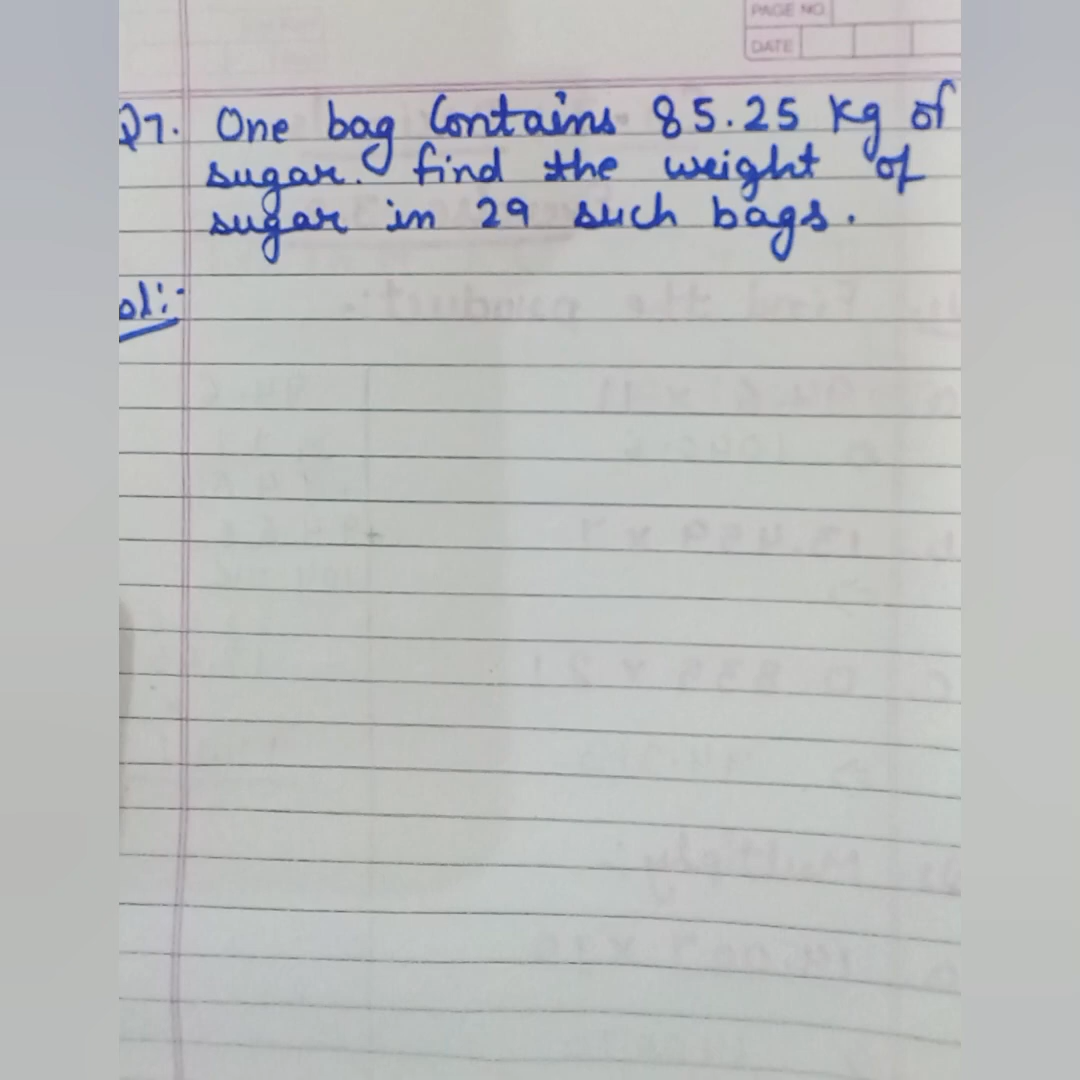 PAGE NO.
DATE
Q7. One bag Contains 85.25 Kg of
sugar. find the weight of
sugar in 29 such bags.
ol:-